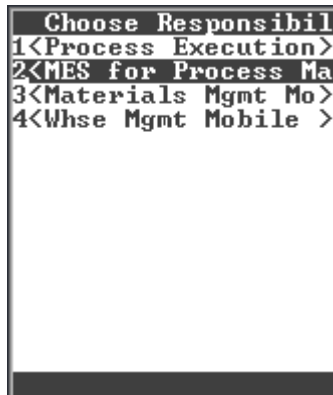 Choose Responsibil
1<Process Execution>
2<MES for Process Ma
3<Materials Mgmt Mo>
4<Whse Mgmt Mobile >